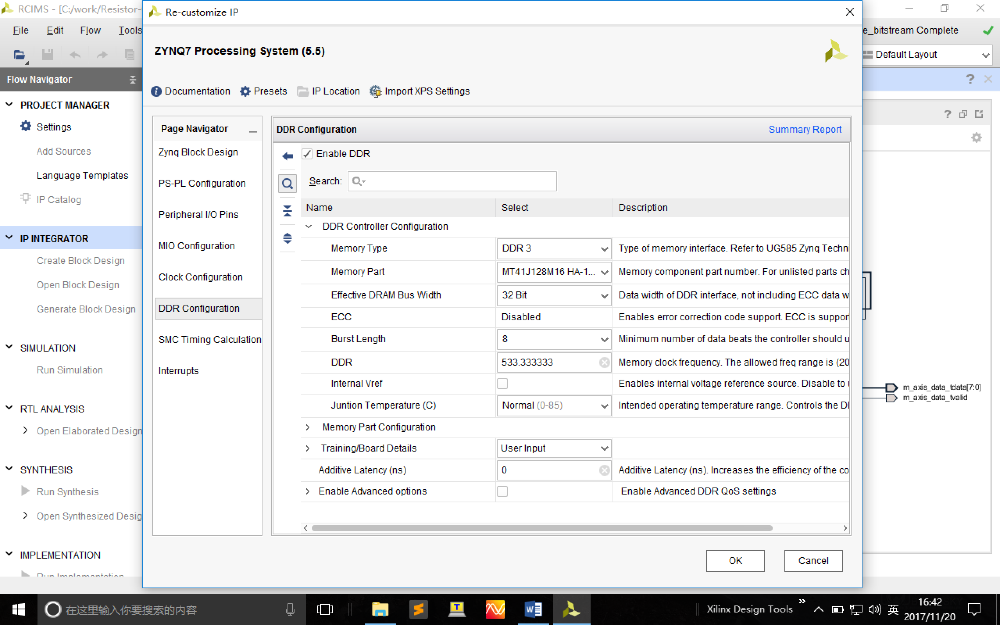 RCIMS - [C:/work/Resistor-
File Edit Flow Tools
Flow Navigator
PROJECT MANAGER
Settings
Add Sources
Language Templates
IP Catalog
IP INTEGRATOR
Create Block Design
Open Block Design
Generate Block Design
SIMULATION
Run Simulation
RTL ANALYSIS
Open Elaborated Design
SYNTHESIS
Run Synthesis
Open Synthesized Desig
IMPLEMENTATION
Run Implementation
Re-customize IP
ZYNQ7 Processing System (5.5)
Documentation Presets IP Location Import XPS Settings
Page Navigator
Zynq Block Design
PS-PL Configuration
Peripheral I/O Pins
MIO Configuration
Clock Configuration
DDR Configuration
SMC Timing Calculation
Interrupts
DDR Configuration Summary Report
Enable DDR
Search:
Name Select Description
DDR Controller Configuration
Memory Type DDR 3 Type of memory interface. Refer to UG585 Zynq Techni
Memory Part MT41J128M16 HA-1... Memory component part number. For unlisted parts ch
Effective DRAM Bus Width 32 Bit Data width of DDR interface, not including ECC data w
ECC Disabled Enables error correction code support. ECC is suppor
Burst Length 8 Minimum number of data beats the controller should u
DDR 533.333333 Memory clock frequency. The allowed freq range is (20
Internal Vref Enables internal voltage reference source. Disable to u
Juntion Temperature (C) Normal (0-85) Intended operating temperature range. Controls the D
Memory Part Configuration
Training/Board Details User Input
Additive Latency (ns) 0 Additive Latency (ns). Increases the efficiency of the co
Enable Advanced options Enable Advanced DDR QoS settings
OK Cancel
e_bitstream Complete
Default Layout
m_axis_data_tdata[7:0]
m_axis_data_tvalid
在这里输入你要搜索的内容
Xilinx Design Tools
英
16:42
2017/11/20